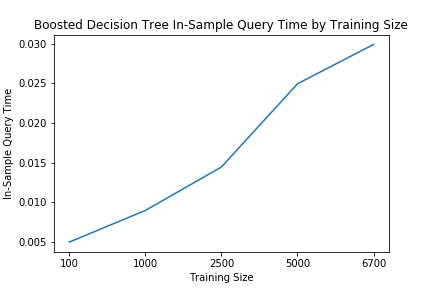 Boosted Decision Tree In-Sample Query Time by Training Size
0.030
0.025
0.020
0.015
0.010
0.005
In-Sample Query Time
100 1000 2500 5000 6700
Training Size